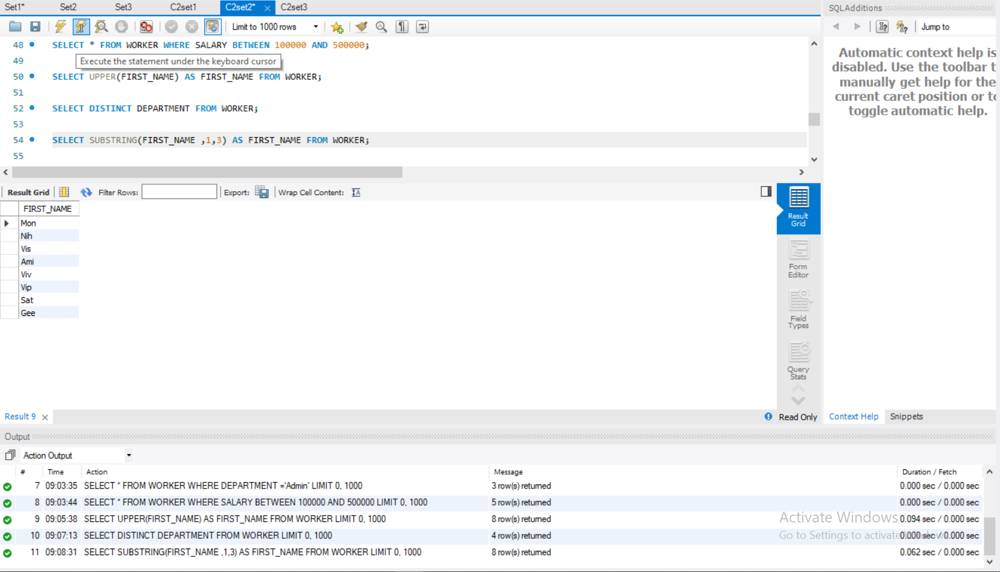 Set1*
Set2
Set3
C2set1
C2set2*
C2set3
SQLAdditions
Limit to 1000 rows
Jump to
48 SELECT * FROM WORKER WHERE SALARY BETWEEN 100000 AND 500000;
49
Execute the statement under the keyboard cursor
50 SELECT UPPER(FIRST_NAME) AS FIRST_NAME FROM WORKER;
51
52 SELECT DISTINCT DEPARTMENT FROM WORKER;
53
54 SELECT SUBSTRING(FIRST_NAME ,1,3) AS FIRST_NAME FROM WORKER;
55
Automatic context help is
disabled. Use the toolbar t
manually get help for the
current caret position or to
toggle automatic help.
Result Grid
Filter Rows:
Export:
Wrap Cell Content:
FIRST_NAME
Mon
Nih
Vis
Ami
Viv
Vip
Sat
Gee
Result
Grid
Form
Editor
Field
Types
Query
Stats
Result 9
Read Only
Context Help
Snippets
Output
Action Output
# Time Action Message Duration / Fetch
7 09:03:35 SELECT * FROM WORKER WHERE DEPARTMENT ='Admin' LIMIT 0, 1000 3 row(s) returned 0.000 sec / 0.000 sec
8 09:03:44 SELECT * FROM WORKER WHERE SALARY BETWEEN 100000 AND 500000 LIMIT 0, 1000 5 row(s) returned 0.000 sec / 0.000 sec
9 09:05:38 SELECT UPPER(FIRST_NAME) AS FIRST_NAME FROM WORKER LIMIT 0, 1000 8 row(s) returned 0.094 sec / 0.000 sec
10 09:07:13 SELECT DISTINCT DEPARTMENT FROM WORKER LIMIT 0, 1000 4 row(s) returned 0.000 sec / 0.000 sec
11 09:08:31 SELECT SUBSTRING(FIRST_NAME ,1,3) AS FIRST_NAME FROM WORKER LIMIT 0, 1000 8 row(s) returned 0.062 sec / 0.000 sec
Activate Windows
Go to Settings to activate Windows.